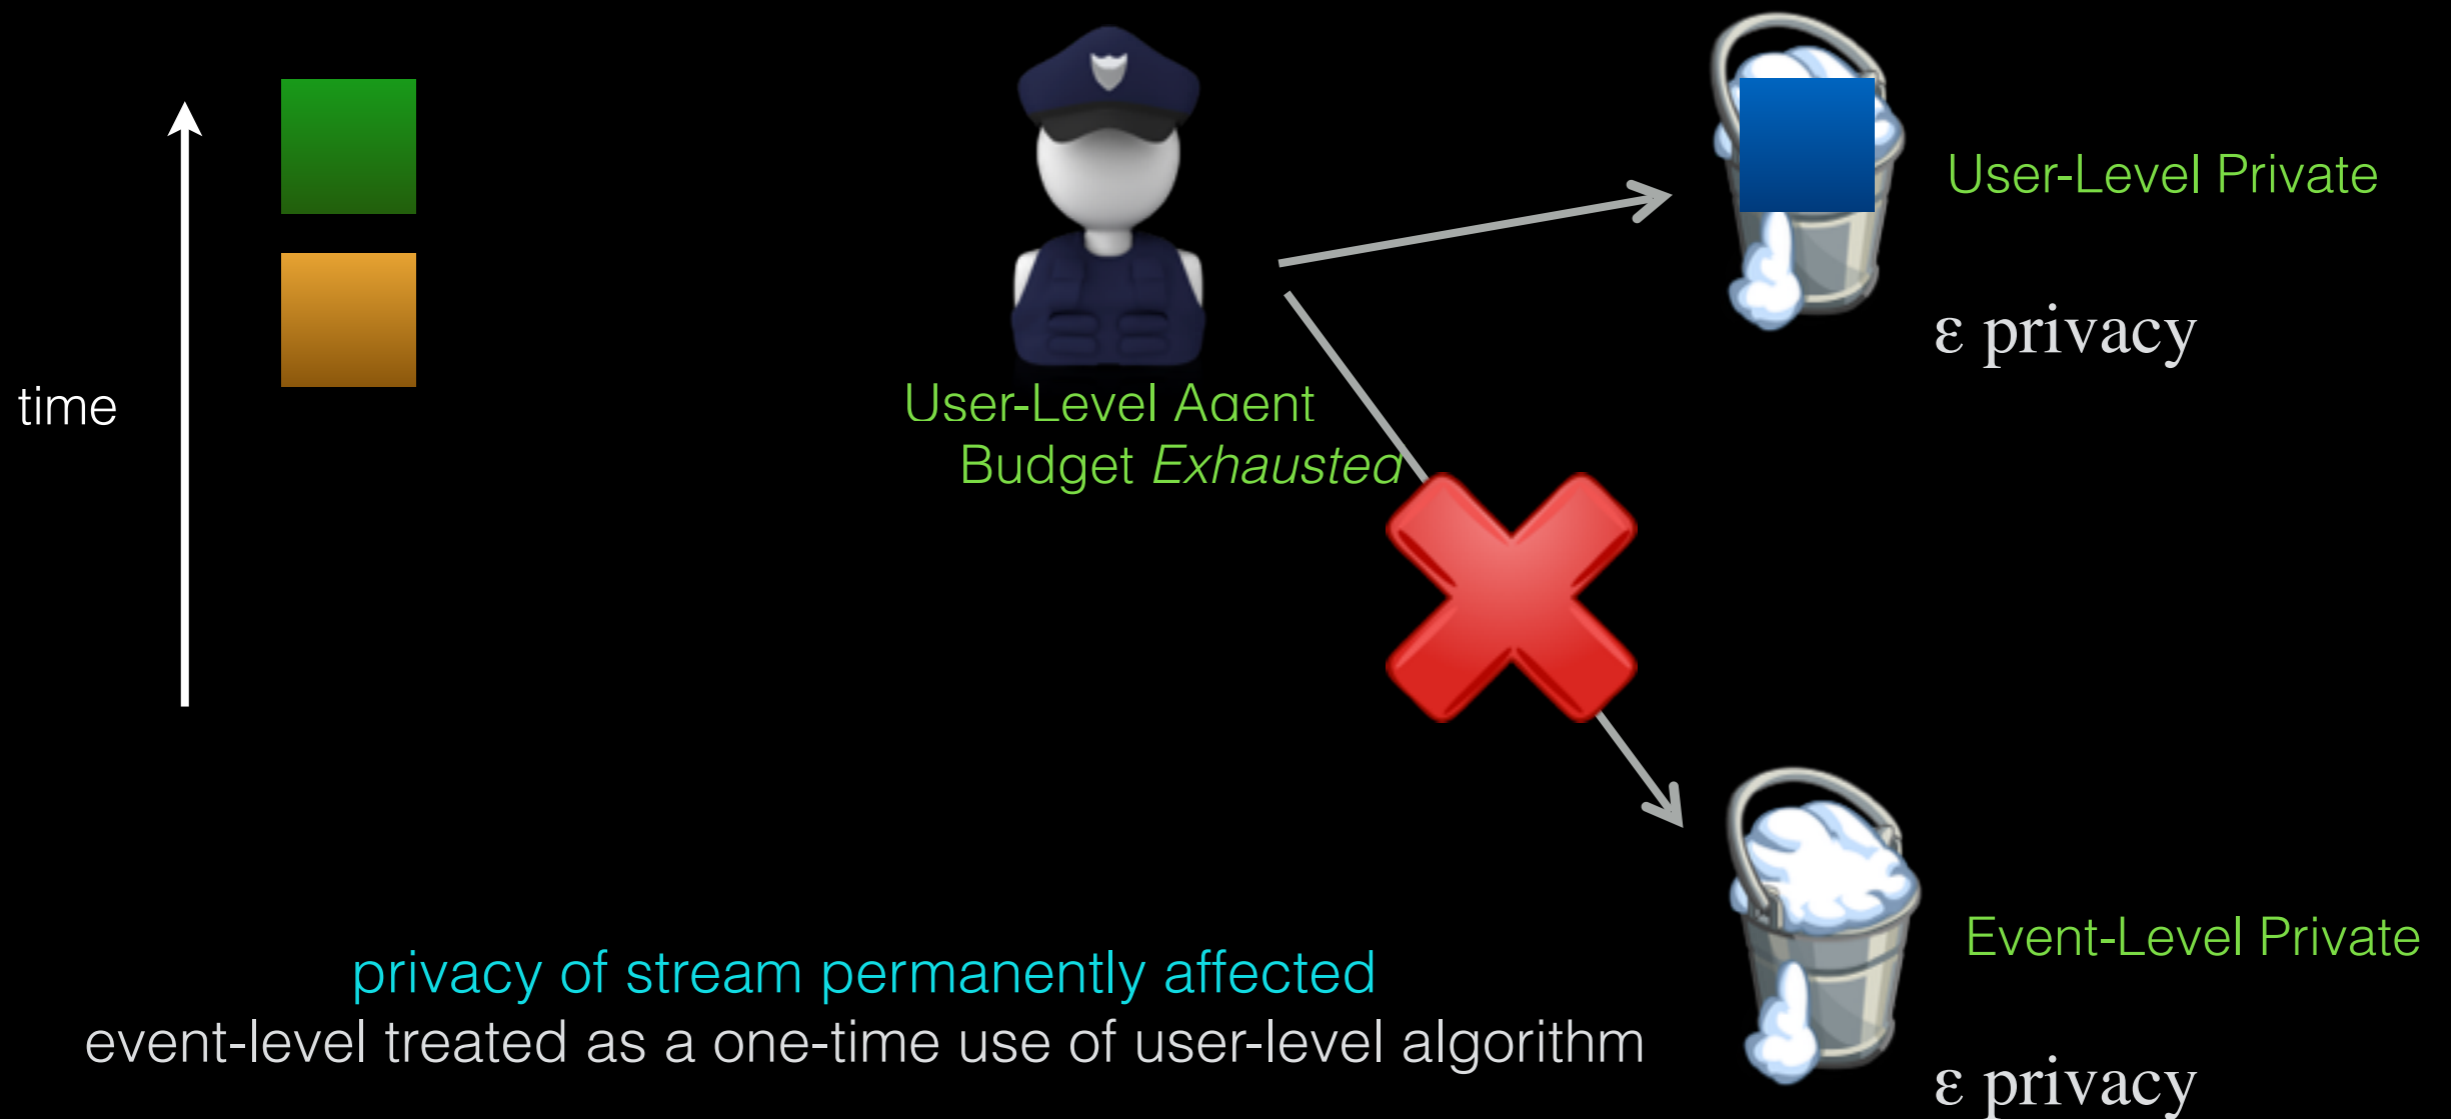 User-Level Private
ε privacy
time
User-Level Agent
Budget Exhausted
Event-Level Private
privacy of stream permanently affected
event-level treated as a one-time use of user-level algorithm
ε privacy